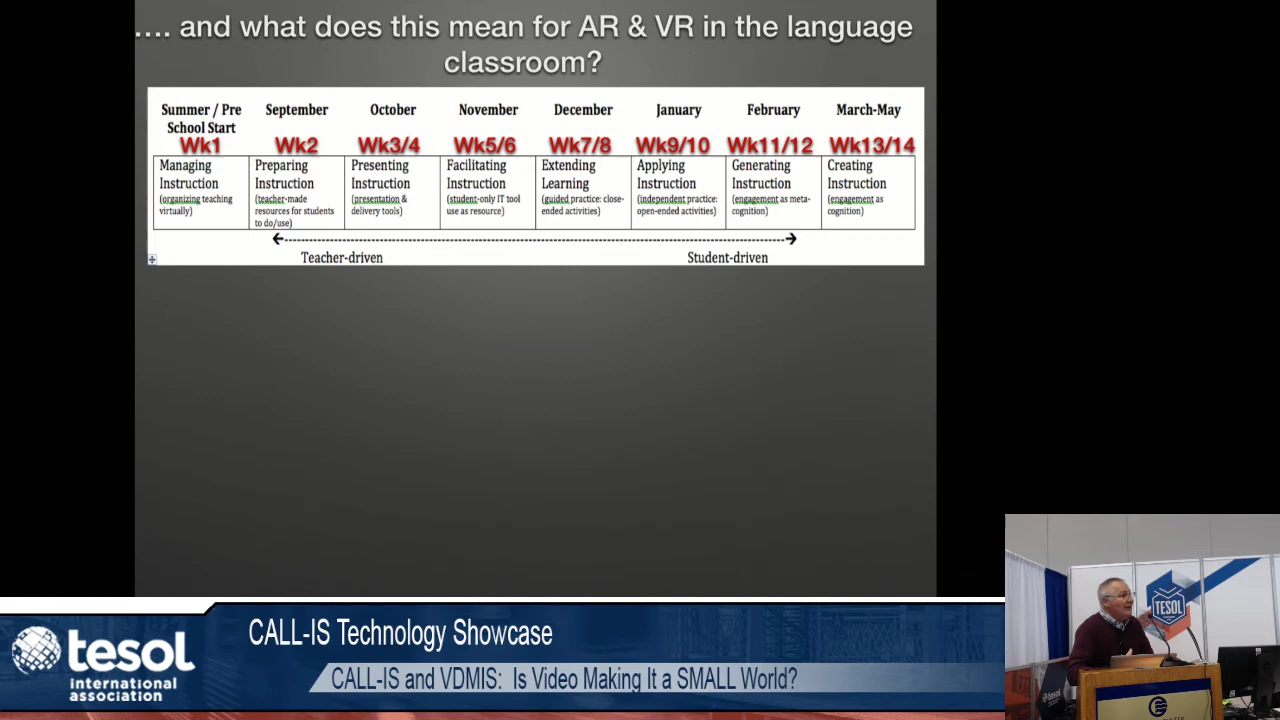 .... and what does this mean for AR & VR in the language
classroom?
Summer / Pre School Start
September
October
November
December
January
February
March-May
Wk1
Wk2
Wk3/4
Wk5/6
Wk7/8
Wk9/10
Wk11/12
Wk13/14
Managing
Instruction
(organizing teaching
virtually)
Preparing
Instruction
(teacher-made
resources for students
to do/use)
Presenting
Instruction
(presentation &
delivery tools)
Facilitating
Instruction
(student-only IT tool
use as resource)
Extending
Learning
(guided practice: close-
ended activities)
Applying
Instruction
(independent practice:
open-ended activities)
Generating
Instruction
(engagement as meta-
cognition)
Creating
Instruction
(engagement as
cognition)
Teacher-driven
Student-driven
TESOL
tesol
international
association
CALL-IS Technology Showcase
CALL-IS and VDMIS: Is Video Making It a SMALL World?